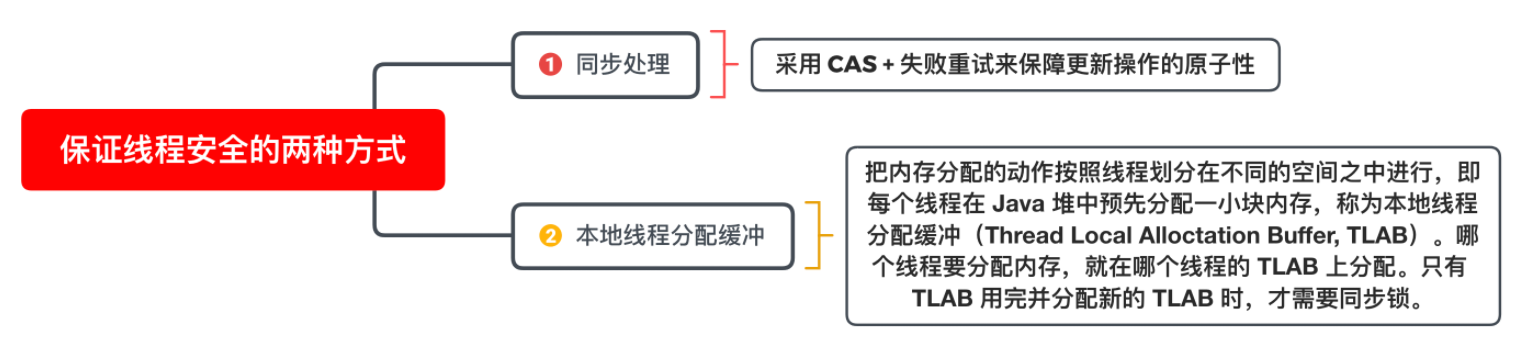 保证线程安全的两种方式
1 同步处理
采用 CAS + 失败重试来保障更新操作的原子性
2 本地线程分配缓冲
把内存分配的动作按照线程划分在不同的空间之中进行，即
每个线程在 Java 堆中预先分配一小块内存，称为本地线程
分配缓冲（Thread Local Alloctation Buffer, TLAB）。哪
个线程要分配内存，就在哪个线程的 TLAB 上分配。只有
TLAB 用完并分配新的 TLAB 时，才需要同步锁。